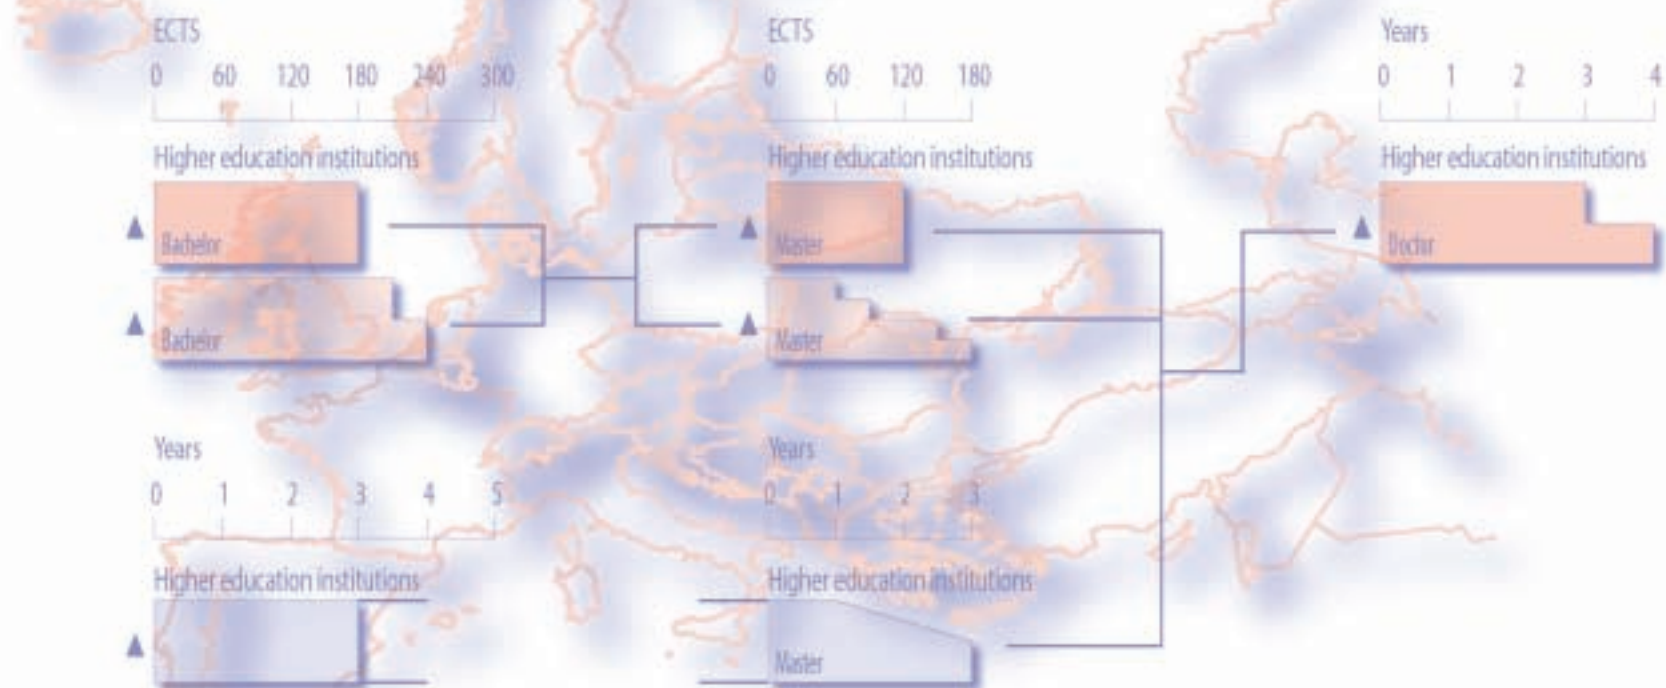 ECTS
0 60 120 180 240 300
Higher education institutions
Bachelor
Bachelor
Years
0 1 2 3 4 5
Higher education institutions
ECTS
0 60 120 180
Higher education institutions
Master
Master
Years
0 1 2 3
Higher education institutions
Master
Years
0 1 2 3 4
Higher education institutions
Doctor